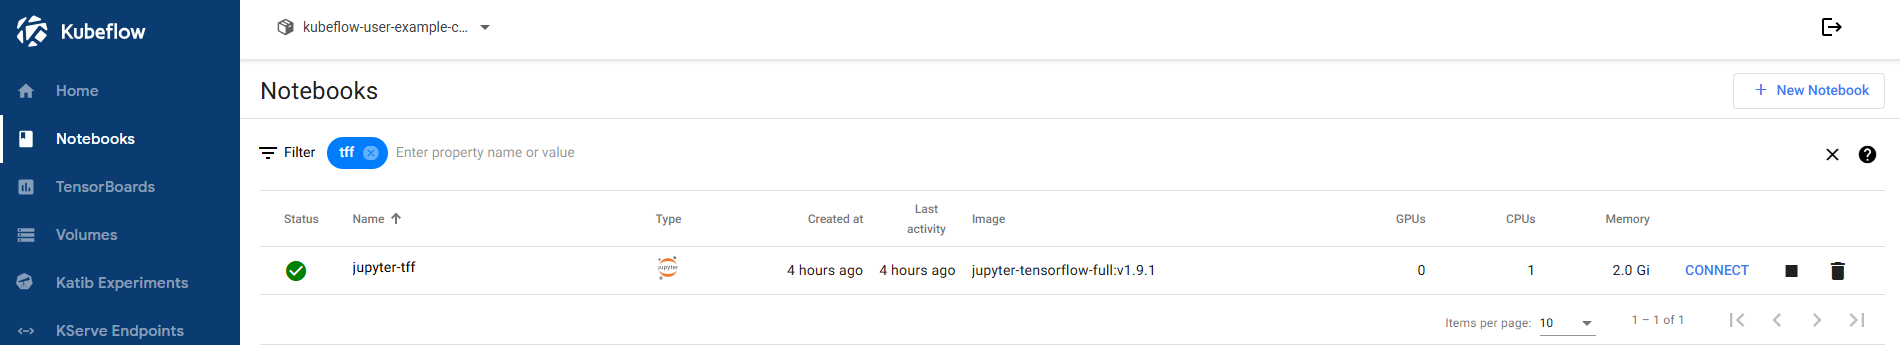 Kubeflow
kubeflow-user-example-c...
Home
Notebooks
TensorBoards
Volumes
Katib Experiments
KServe Endpoints
Notebooks
+ New Notebook
Filter tff Enter property name or value
Status Name Type Created at Last activity Image GPUs CPUs Memory
jupyter-tff jupyter 4 hours ago 4 hours ago jupyter-tensorflow-full:v1.9.1 0 1 2.0 Gi CONNECT
Items per page: 10 1 – 1 of 1